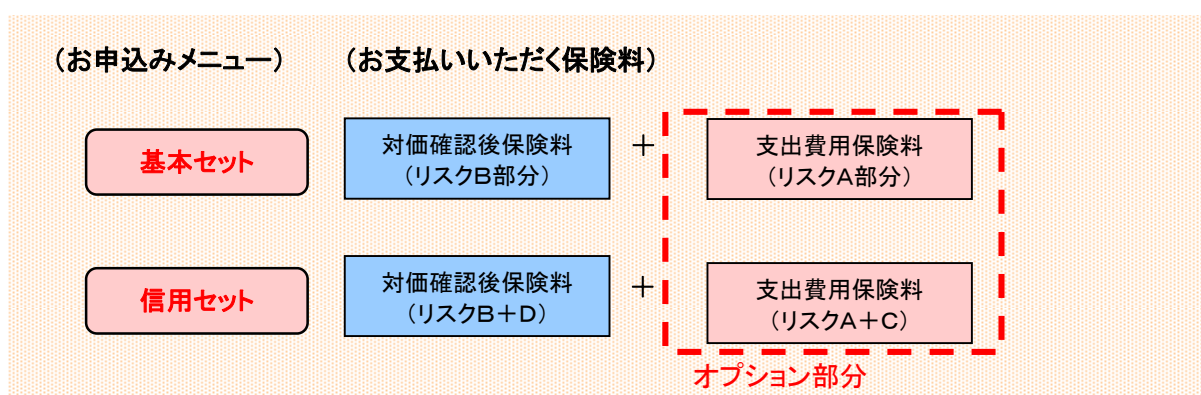 （お申込みメニュー）　（お支払いいただく保険料）
基本セット
対価確認後保険料
（リスクＢ部分）
＋
支出費用保険料
（リスクＡ部分）
信用セット
対価確認後保険料
（リスクＢ＋Ｄ）
＋
支出費用保険料
（リスクＡ＋Ｃ）
オプション部分